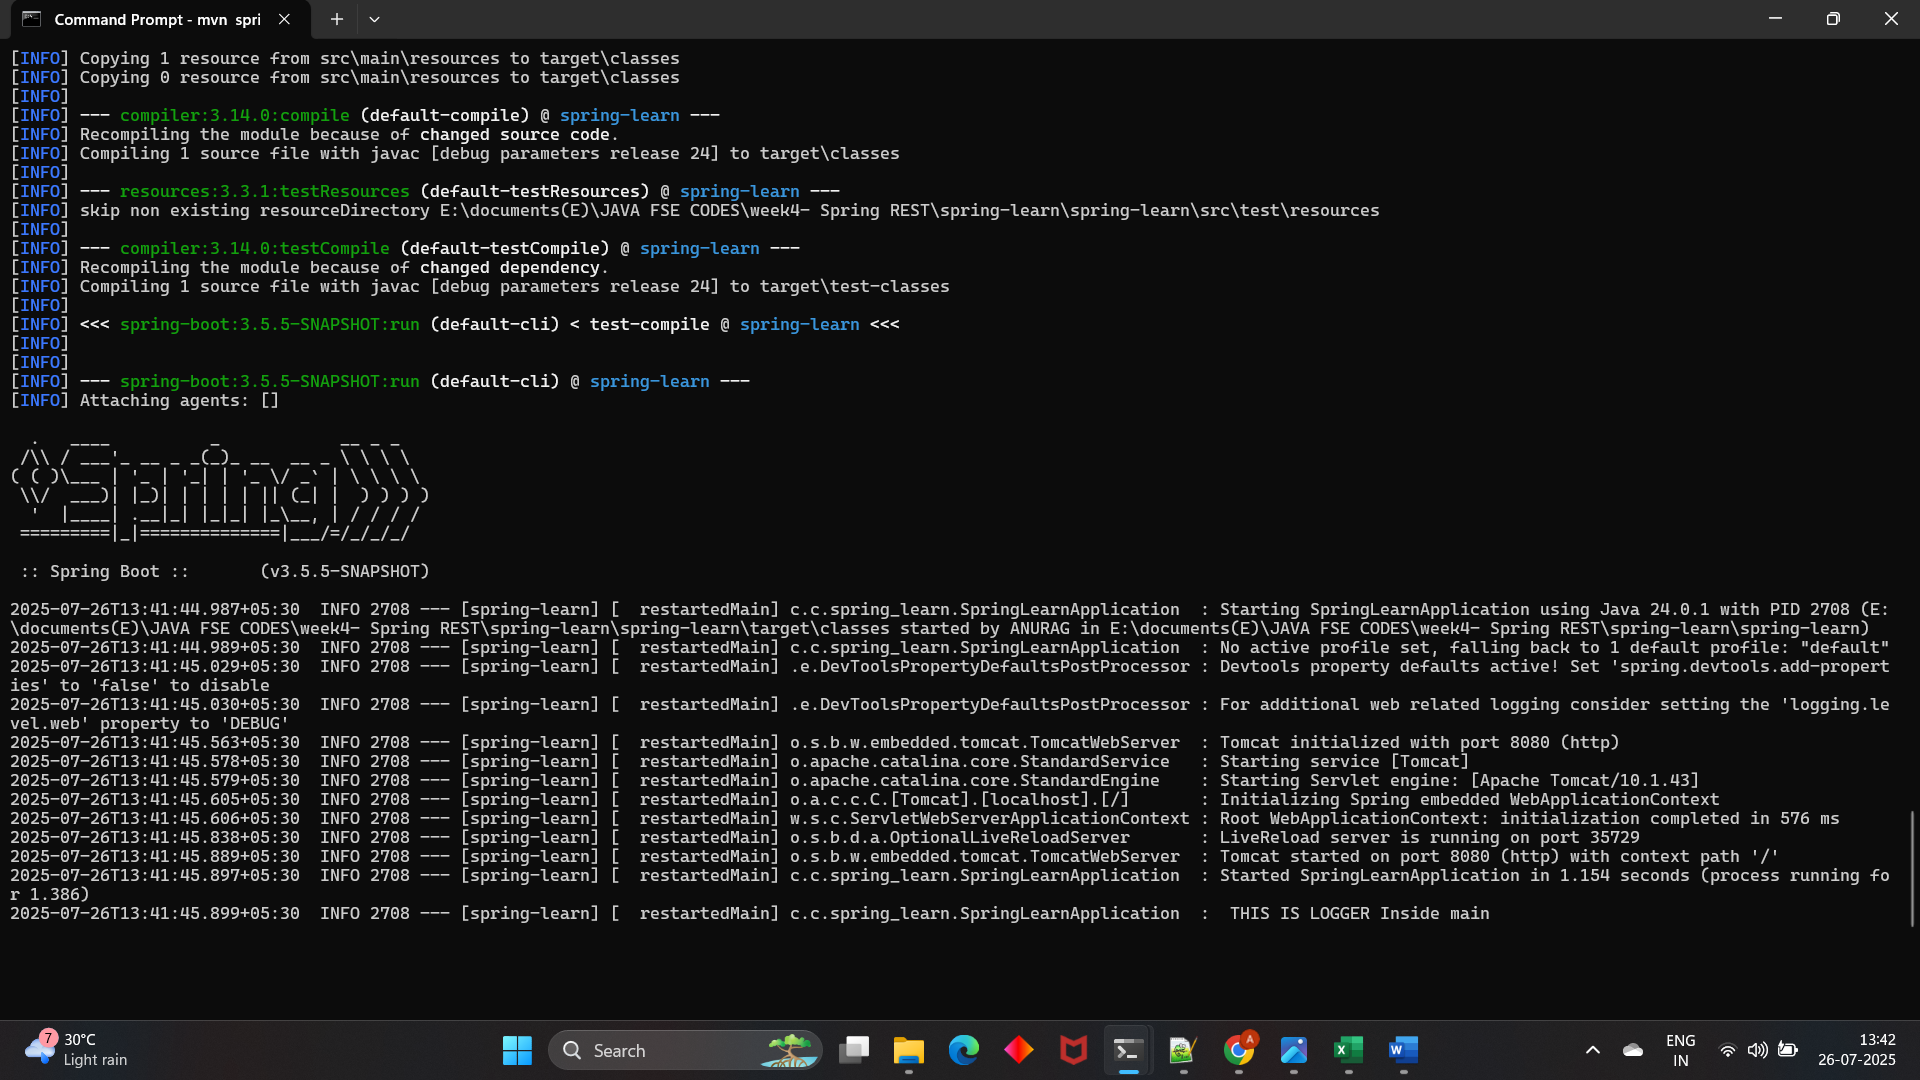 Command Prompt - mvn spri
[INFO] Copying 1 resource from src\main\resources to target\classes
[INFO] Copying 0 resource from src\main\resources to target\classes
[INFO]
[INFO] --- compiler:3.14.0:compile (default-compile) @ spring-learn ---
[INFO] Recompiling the module because of changed source code.
[INFO] Compiling 1 source file with javac [debug parameters release 24] to target\classes
[INFO]
[INFO] --- resources:3.3.1:testResources (default-testResources) @ spring-learn ---
[INFO] skip non existing resourceDirectory E:\documents(E)\JAVA FSE CODES\week4- Spring REST\spring-learn\spring-learn\src\test\resources
[INFO]
[INFO] --- compiler:3.14.0:testCompile (default-testCompile) @ spring-learn ---
[INFO] Recompiling the module because of changed dependency.
[INFO] Compiling 1 source file with javac [debug parameters release 24] to target\test-classes
[INFO]
[INFO] <<< spring-boot:3.5.5-SNAPSHOT:run (default-cli) < test-compile @ spring-learn <<<
[INFO]
[INFO]
[INFO] --- spring-boot:3.5.5-SNAPSHOT:run (default-cli) @ spring-learn ---
[INFO] Attaching agents: []
  .   ____          _            __ _ _
 /\\ / ___'_ __ _ _(_)_ __  __ _ \ \ \ \
( ( )\___ | '_ | '_| | '_ \/ _` | \ \ \ \
 \\/  ___)| |_)| | | | | || (_| |  ) ) ) )
  '  |____| .__|_| |_|_| |_\__, | / / / /
 =========|_|==============|___/=/_/_/_/
 :: Spring Boot ::       (v3.5.5-SNAPSHOT)
2025-07-26T13:41:44.987+05:30  INFO 2708 --- [spring-learn] [  restartedMain] c.c.spring_learn.SpringLearnApplication  : Starting SpringLearnApplication using Java 24.0.1 with PID 2708 (E:
\documents(E)\JAVA FSE CODES\week4- Spring REST\spring-learn\spring-learn\target\classes started by ANURAG in E:\documents(E)\JAVA FSE CODES\week4- Spring REST\spring-learn\spring-learn)
2025-07-26T13:41:44.989+05:30  INFO 2708 --- [spring-learn] [  restartedMain] c.c.spring_learn.SpringLearnApplication  : No active profile set, falling back to 1 default profile: "default"
2025-07-26T13:41:45.029+05:30  INFO 2708 --- [spring-learn] [  restartedMain] .e.DevToolsPropertyDefaultsPostProcessor : Devtools property defaults active! Set 'spring.devtools.add-propert
ies' to 'false' to disable
2025-07-26T13:41:45.030+05:30  INFO 2708 --- [spring-learn] [  restartedMain] .e.DevToolsPropertyDefaultsPostProcessor : For additional web related logging consider setting the 'logging.le
vel.web' property to 'DEBUG'
2025-07-26T13:41:45.563+05:30  INFO 2708 --- [spring-learn] [  restartedMain] o.s.b.w.embedded.tomcat.TomcatWebServer  : Tomcat initialized with port 8080 (http)
2025-07-26T13:41:45.578+05:30  INFO 2708 --- [spring-learn] [  restartedMain] o.apache.catalina.core.StandardService   : Starting service [Tomcat]
2025-07-26T13:41:45.579+05:30  INFO 2708 --- [spring-learn] [  restartedMain] o.apache.catalina.core.StandardEngine    : Starting Servlet engine: [Apache Tomcat/10.1.43]
2025-07-26T13:41:45.605+05:30  INFO 2708 --- [spring-learn] [  restartedMain] o.a.c.c.C.[Tomcat].[localhost].[/]       : Initializing Spring embedded WebApplicationContext
2025-07-26T13:41:45.606+05:30  INFO 2708 --- [spring-learn] [  restartedMain] w.s.c.ServletWebServerApplicationContext : Root WebApplicationContext: initialization completed in 576 ms
2025-07-26T13:41:45.838+05:30  INFO 2708 --- [spring-learn] [  restartedMain] o.s.b.d.a.OptionalLiveReloadServer       : LiveReload server is running on port 35729
2025-07-26T13:41:45.889+05:30  INFO 2708 --- [spring-learn] [  restartedMain] o.s.b.w.embedded.tomcat.TomcatWebServer  : Tomcat started on port 8080 (http) with context path '/'
2025-07-26T13:41:45.897+05:30  INFO 2708 --- [spring-learn] [  restartedMain] c.c.spring_learn.SpringLearnApplication  : Started SpringLearnApplication in 1.154 seconds (process running fo
r 1.386)
2025-07-26T13:41:45.899+05:30  INFO 2708 --- [spring-learn] [  restartedMain] c.c.spring_learn.SpringLearnApplication  :  THIS IS LOGGER Inside main
7
30°C
Light rain
Search
A
X
W
ENG
IN
13:42
26-07-2025